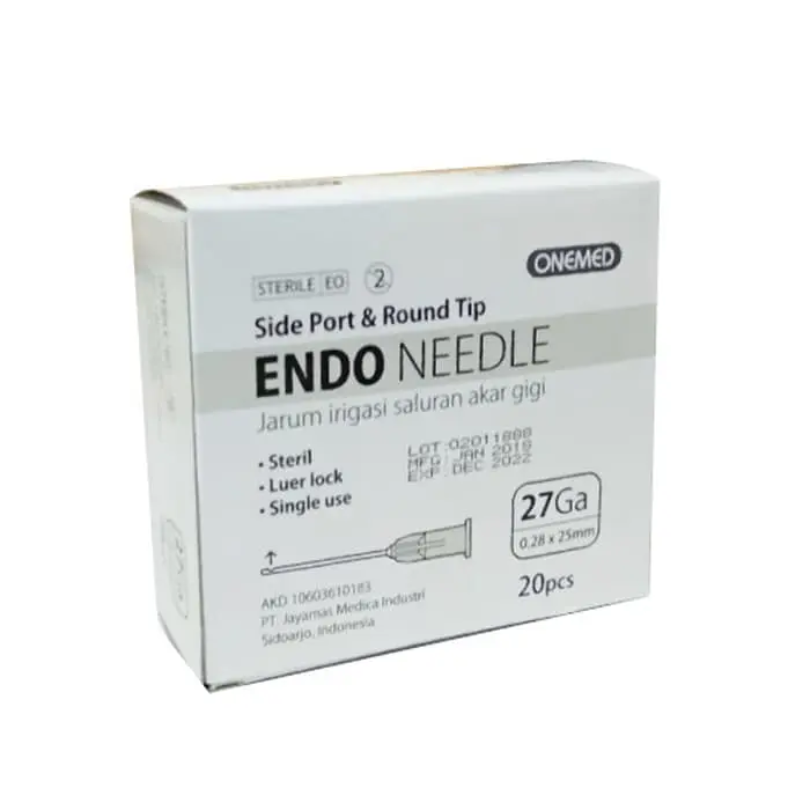 ONEMED
STERILE EO 2
Side Port & Round Tip
ENDO NEEDLE
Jarum irigasi saluran akar gigi
• Steril
• Luer lock
• Single use
LOT :02011888
MFG : JAN 2018
EXP : DEC 2022
27Ga
0.28 x 25mm
20pcs
AKD 10603610183
PT. Jayamas Medica Industri
Sidoarjo, Indonesia
27Ga